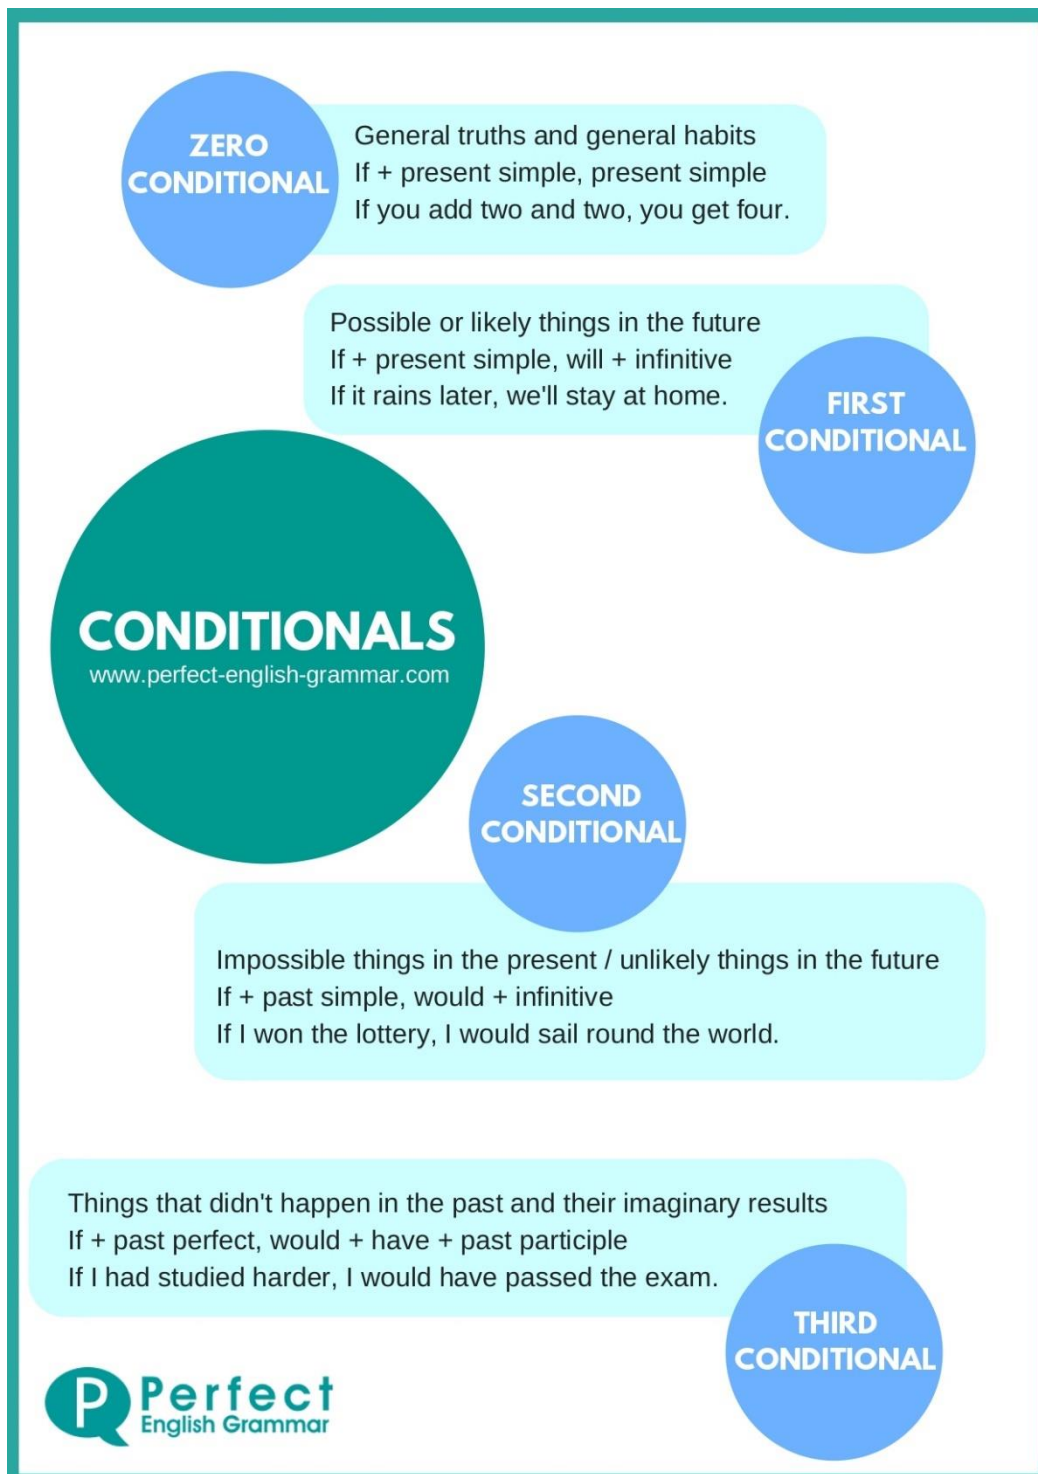 ZERO
CONDITIONAL
General truths and general habits
If + present simple, present simple
If you add two and two, you get four.
Possible or likely things in the future
If + present simple, will + infinitive
If it rains later, we'll stay at home.
FIRST
CONDITIONAL
CONDITIONALS
www.perfect-english-grammar.com
SECOND
CONDITIONAL
Impossible things in the present / unlikely things in the future
If + past simple, would + infinitive
If I won the lottery, I would sail round the world.
Things that didn't happen in the past and their imaginary results
If + past perfect, would + have + past participle
If I had studied harder, I would have passed the exam.
THIRD
CONDITIONAL
P
Perfect
English Grammar